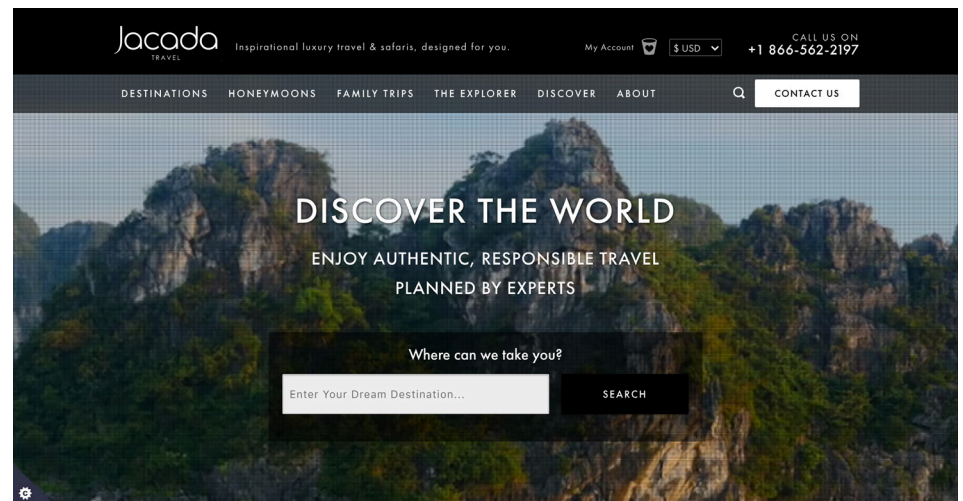 Jacada
TRAVEL
Inspirational luxury travel & safaris, designed for you.
My Account
$ USD
CALL US ON
+1 866-562-2197
DESTINATIONS HONEYMOONS FAMILY TRIPS THE EXPLORER DISCOVER ABOUT
CONTACT US
DISCOVER THE WORLD
ENJOY AUTHENTIC, RESPONSIBLE TRAVEL
PLANNED BY EXPERTS
Where can we take you?
Enter Your Dream Destination...
SEARCH